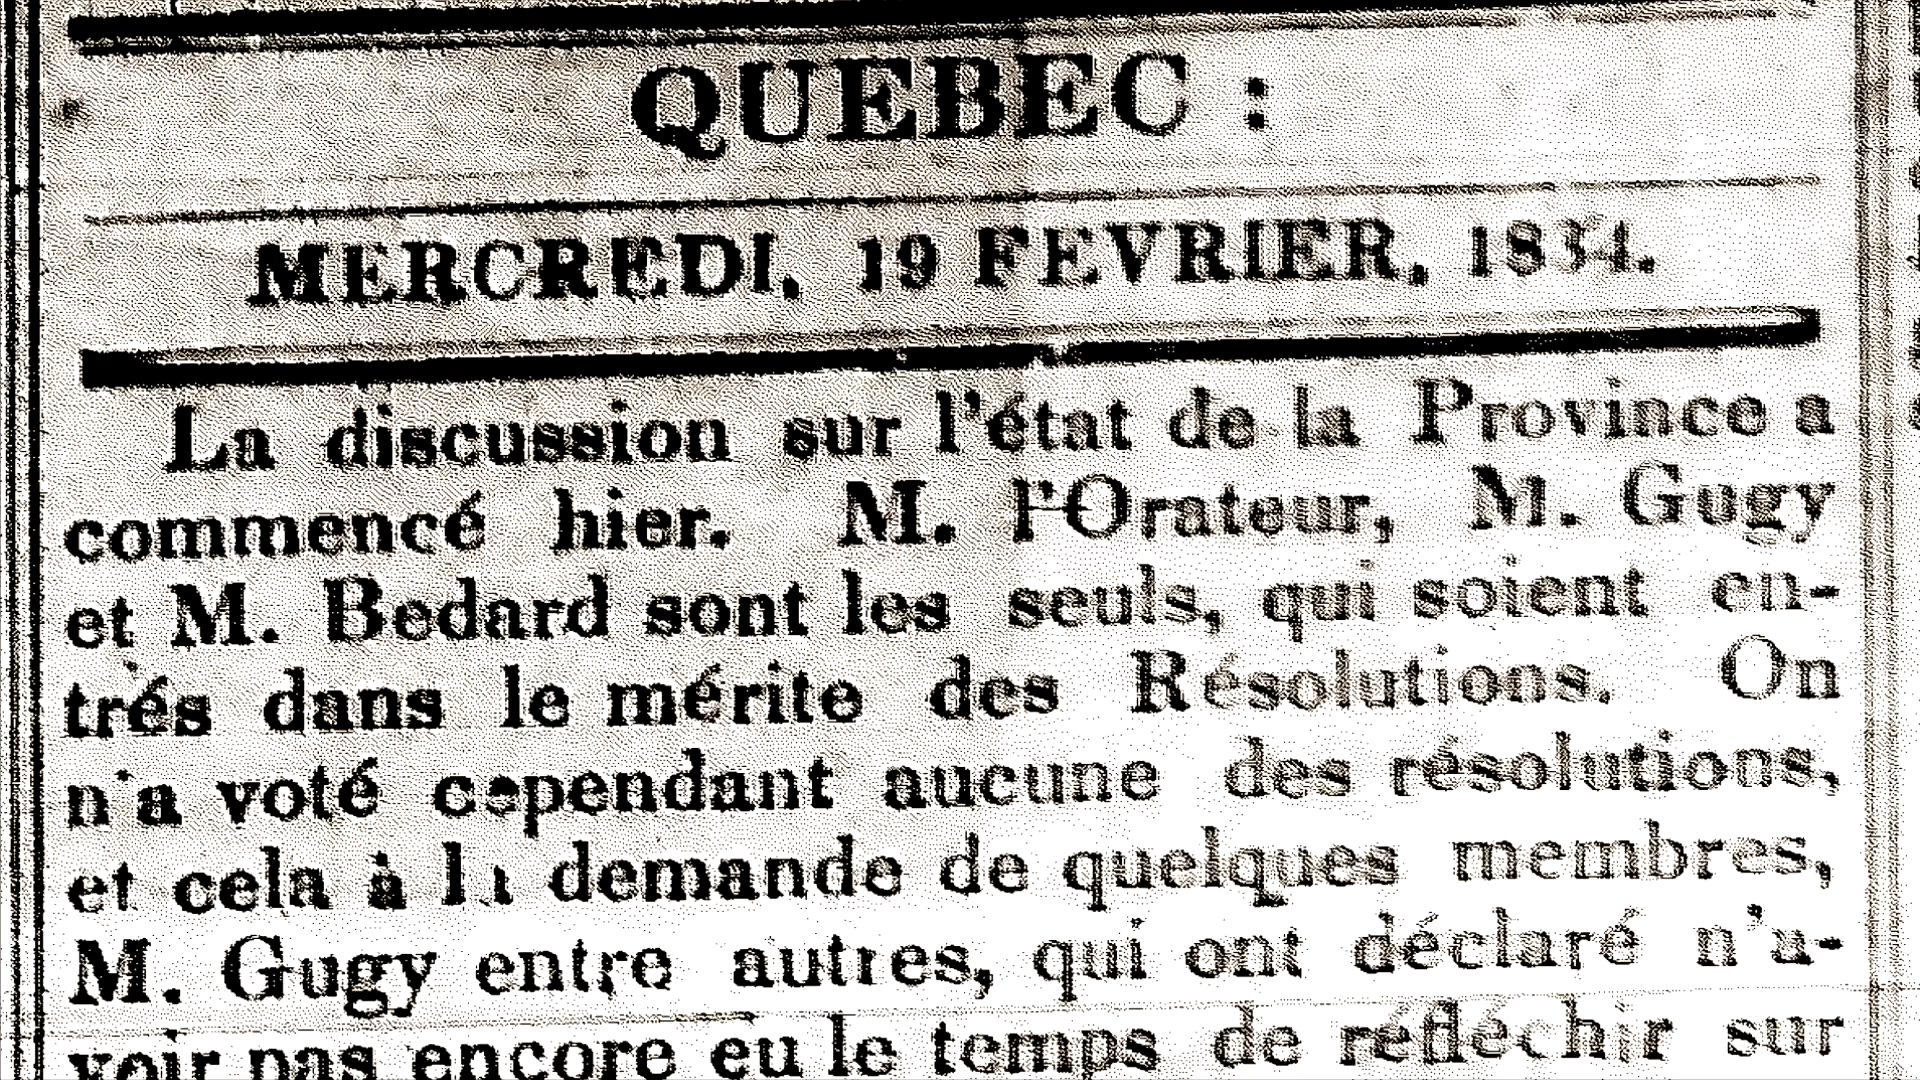 QUEBEC :
MERCREDI, 19 FEVRIER, 1834.
La discussion sur l'état de la Province a
commencé hier. M. l'Orateur, M. Gugy
et M. Bedard sont les seuls, qui soient en-
trés dans le mérite des Résolutions. On
n'a voté cependant aucune des résolutions,
et cela à la demande de quelques membres,
M. Gugy entre autres, qui ont déclaré n'a-
voir pas encore eu le temps de réfléchir sur